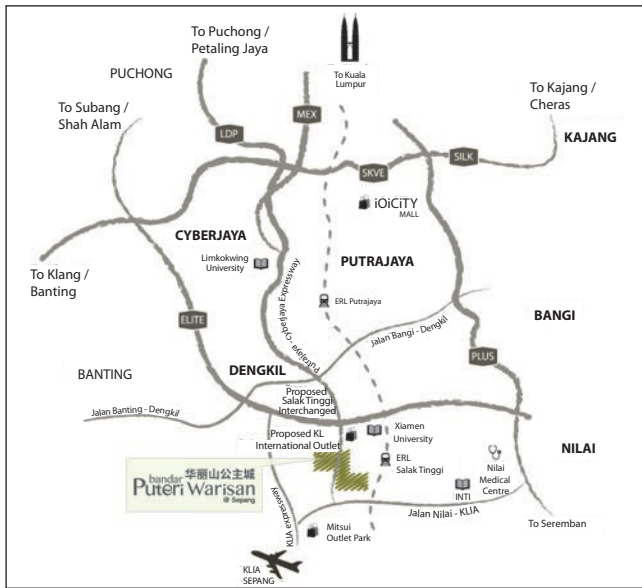 To Puchong /
Petaling Jaya
PUCHONG
To Kuala
Lumpur
To Kajang /
Cheras
To Subang /
Shah Alam
MEX
LDP
KAJANG
SILK
SKVE
iOiCiTY
MALL
CYBERJAYA
Limkokwing
University
PUTRAJAYA
To Klang /
Banting
Putrajaya - cyberjaya Expressway
ERL Putrajaya
ELITE
BANGI
Jalan Bangi - Dengkil
PLUS
DENGKIL
BANTING
Proposed
Salak Tinggi
Interchanged
Jalan Banting - Dengkil
Proposed KL
International Outlet
Xiamen
University
NILAI
ERL
Salak Tinggi
Nilai
Medical
Centre
INTI
bandar 华丽山公主城
Puteri Warisan
@ Sepang
KLIA expressway
Jalan Nilai - KLIA
To Seremban
Mitsui
Outlet Park
KLIA
SEPANG